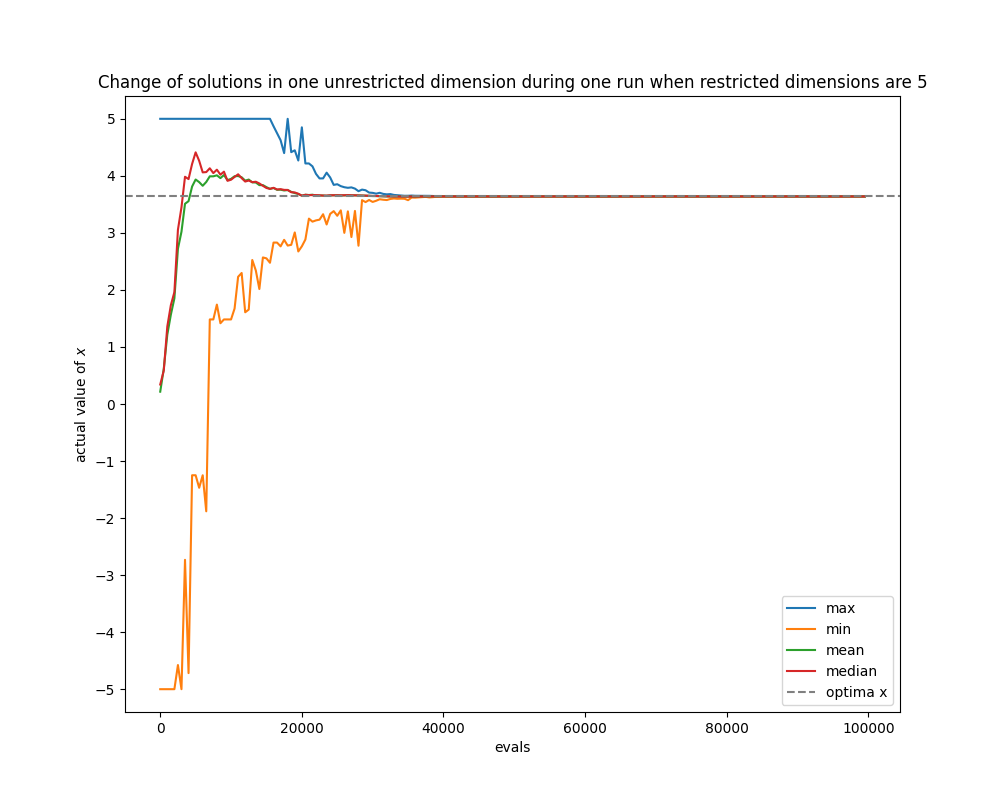 Change of solutions in one unrestricted dimension during one run when restricted dimensions are 5
5
4
3
2
1
0
−1
−2
−3
−4
−5
actual value of x
0
20000
40000
60000
80000
100000
evals
max
min
mean
median
optima x